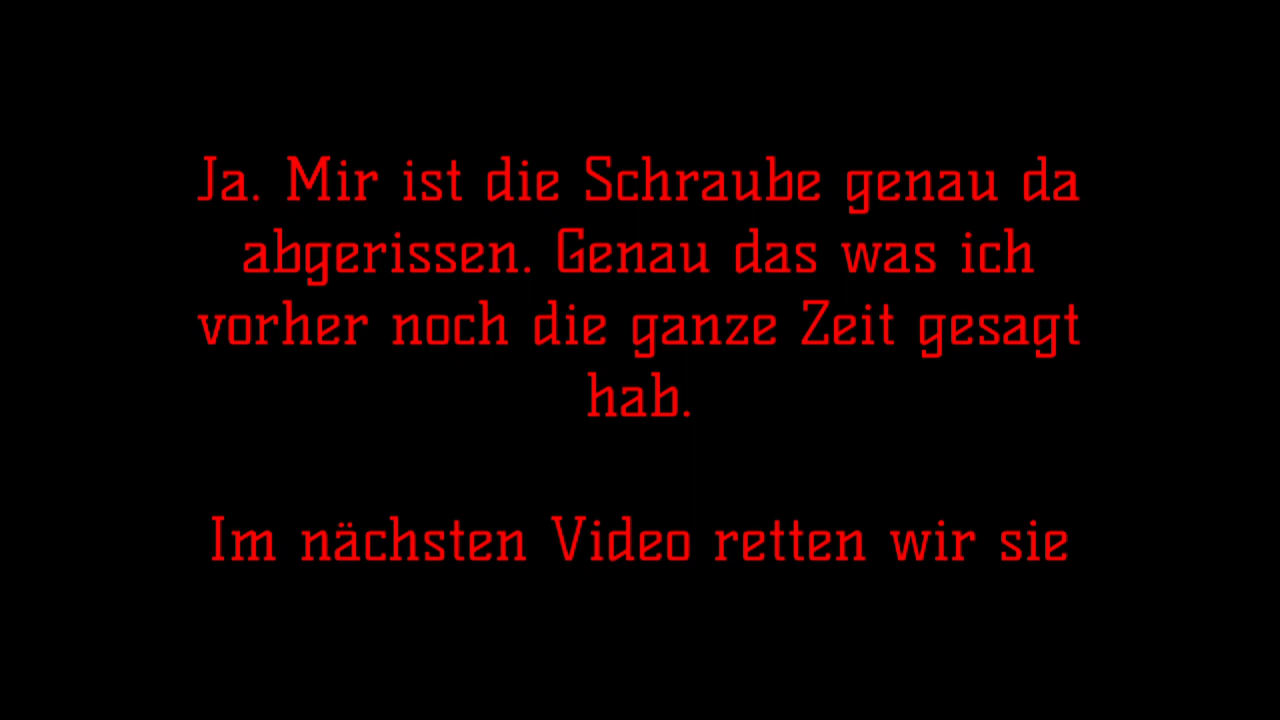 Ja. Mir ist die Schraube genau da
abgerissen. Genau das was ich
vorher noch die ganze Zeit gesagt
hab.
Im nächsten Video retten wir sie